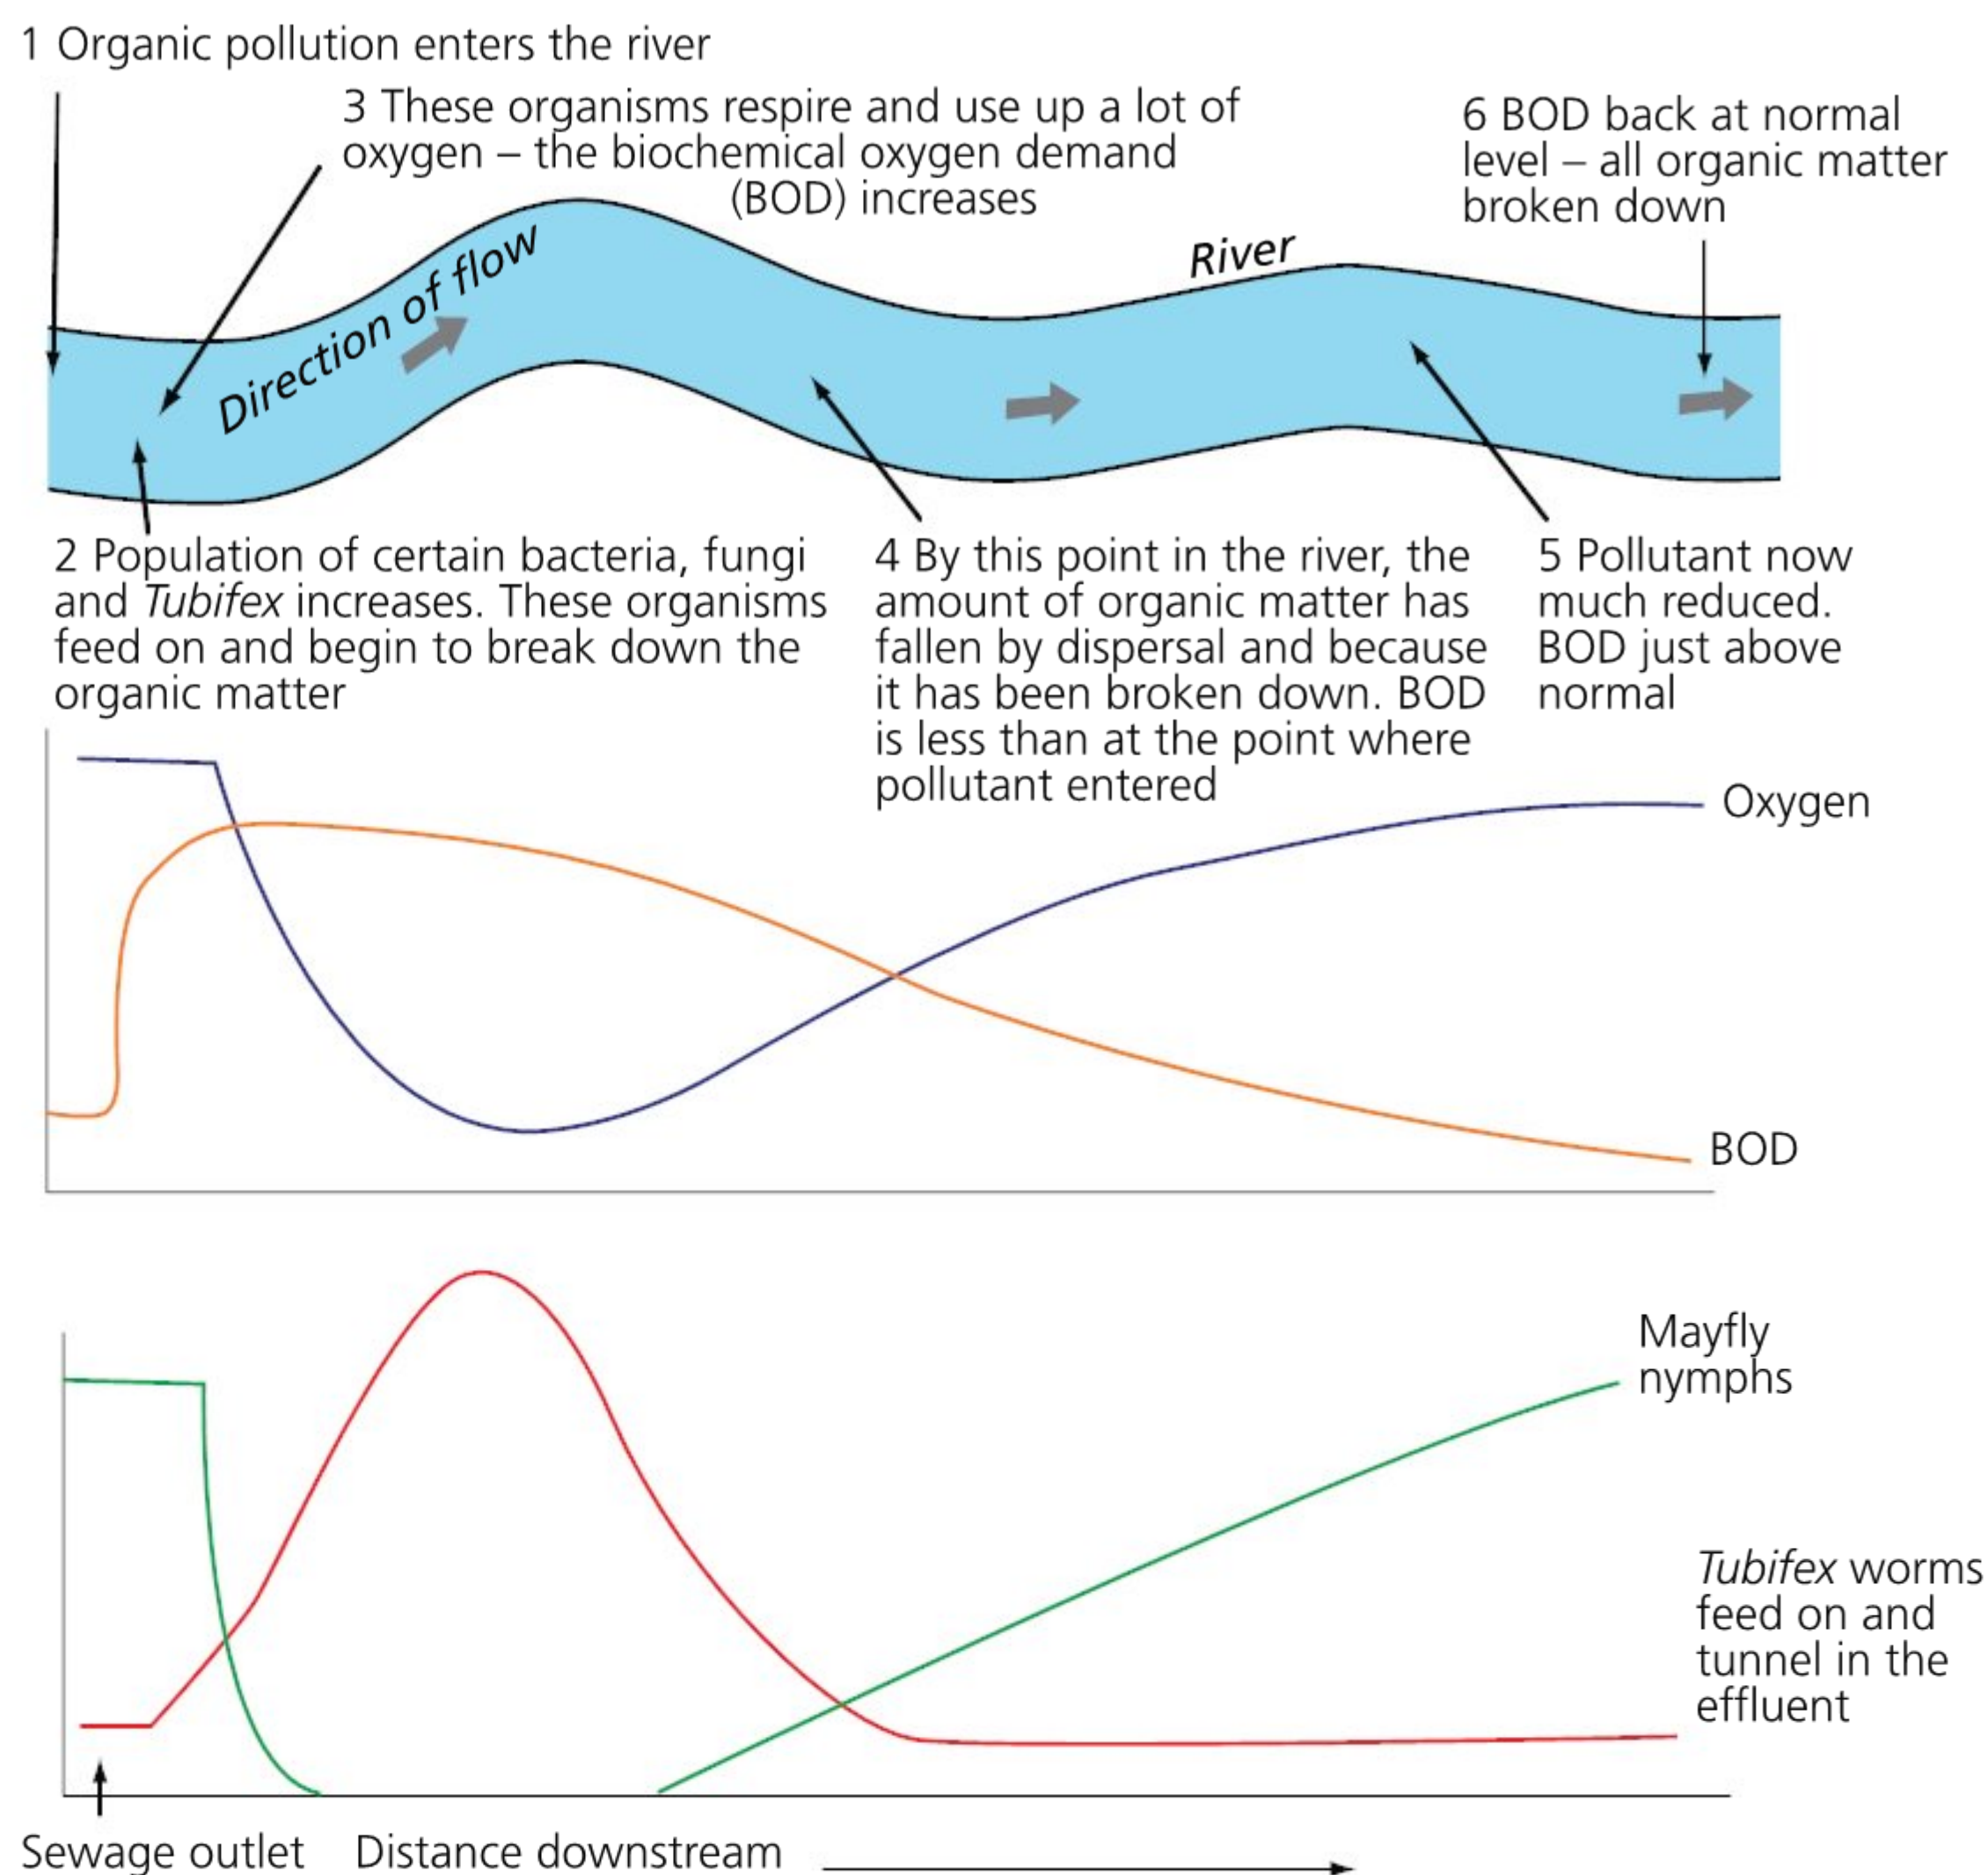 1 Organic pollution enters the river
3 These organisms respire and use up a lot of
oxygen – the biochemical oxygen demand
(BOD) increases
6 BOD back at normal
level – all organic matter
broken down
Direction of flow
River
2 Population of certain bacteria, fungi
and Tubifex increases. These organisms
feed on and begin to break down the
organic matter
4 By this point in the river, the
amount of organic matter has
fallen by dispersal and because
it has been broken down. BOD
is less than at the point where
pollutant entered
5 Pollutant now
much reduced.
BOD just above
normal
Oxygen
BOD
Mayfly
nymphs
Tubifex worms
feed on and
tunnel in the
effluent
Sewage outlet
Distance downstream